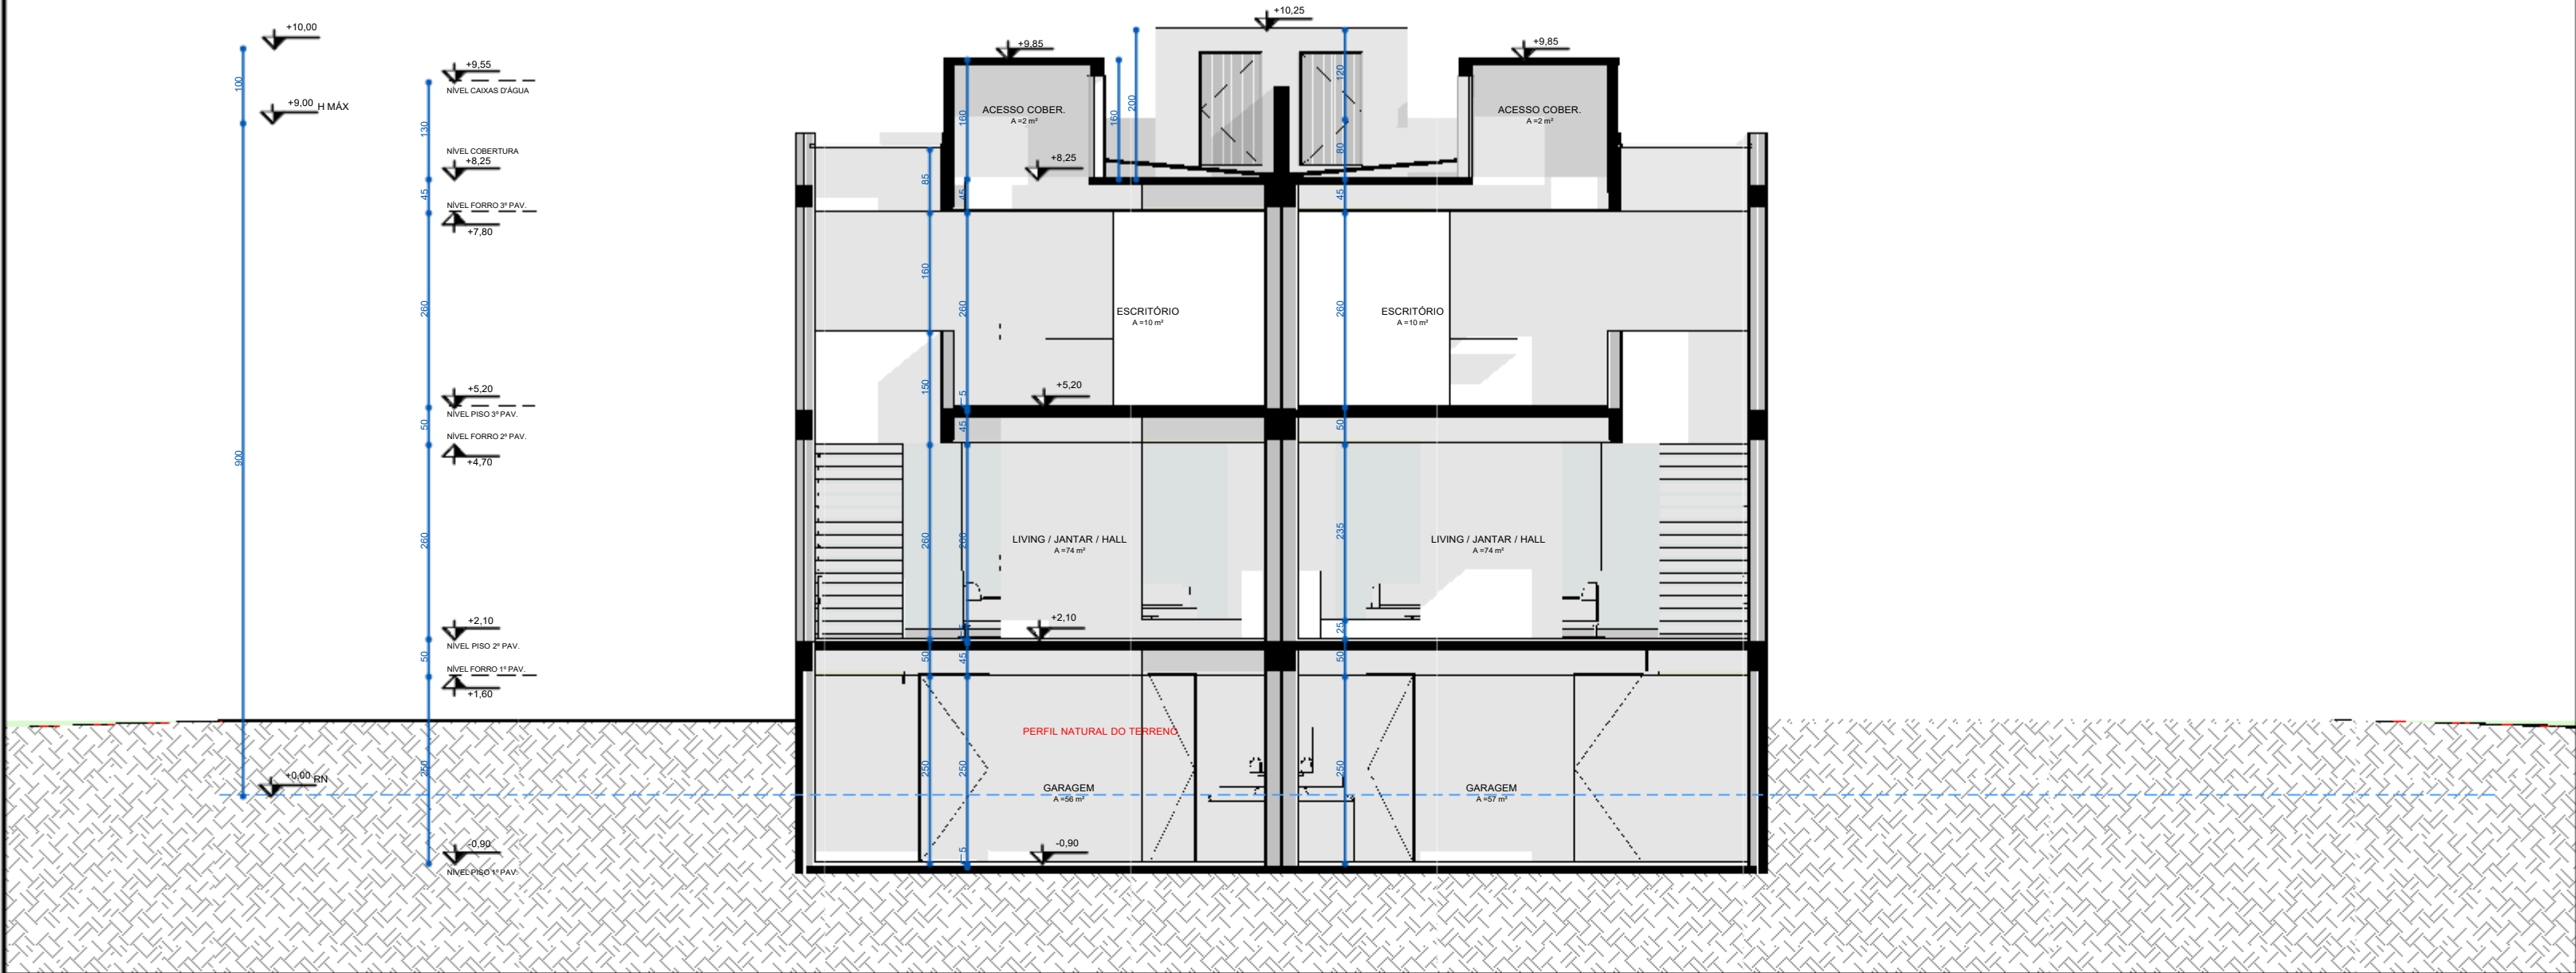 +10,00
100
+9,00 H MÁX
900
+0,00 RN
+9,55
NÍVEL CAIXAS D'ÁGUA
130
NÍVEL COBERTURA
+8,25
45
NÍVEL FORRO 3º PAV.
+7,80
260
+5,20
NÍVEL PISO 3º PAV.
50
NÍVEL FORRO 2º PAV.
+4,70
260
+2,10
NÍVEL PISO 2º PAV.
50
NÍVEL FORRO 1º PAV.
+1,60
250
-0,90
NÍVEL PISO 1º PAV.
+10,25
+9,85
+9,85
ACESSO COBER.
A =2 m²
ACESSO COBER.
A =2 m²
160
160
200
120
80
+8,25
85
45
45
160
260
260
ESCRITÓRIO
A =10 m²
ESCRITÓRIO
A =10 m²
150
5
+5,20
45
50
260
260
235
LIVING / JANTAR / HALL
A =74 m²
LIVING / JANTAR / HALL
A =74 m²
+2,10
25
50
45
50
PERFIL NATURAL DO TERRENO
250
250
250
GARAGEM
A =56 m²
GARAGEM
A =57 m²
5
-0,90